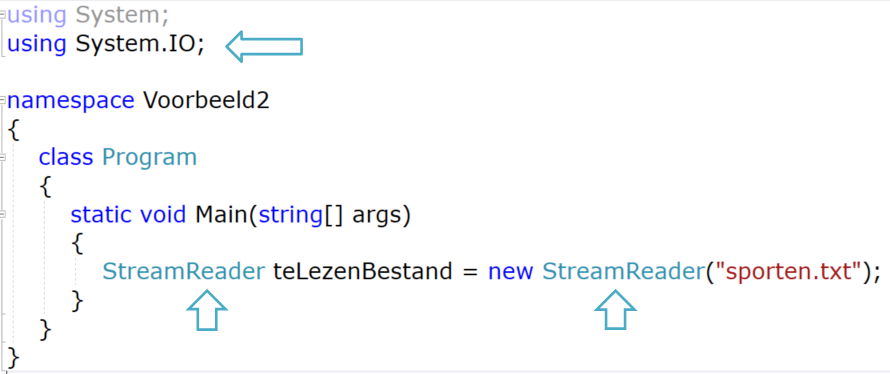 using System;
using System.IO;
namespace Voorbeeld2
{
class Program
{
static void Main(string[] args)
{
StreamReader teLezenBestand = new StreamReader("sporten.txt");
}
}
}